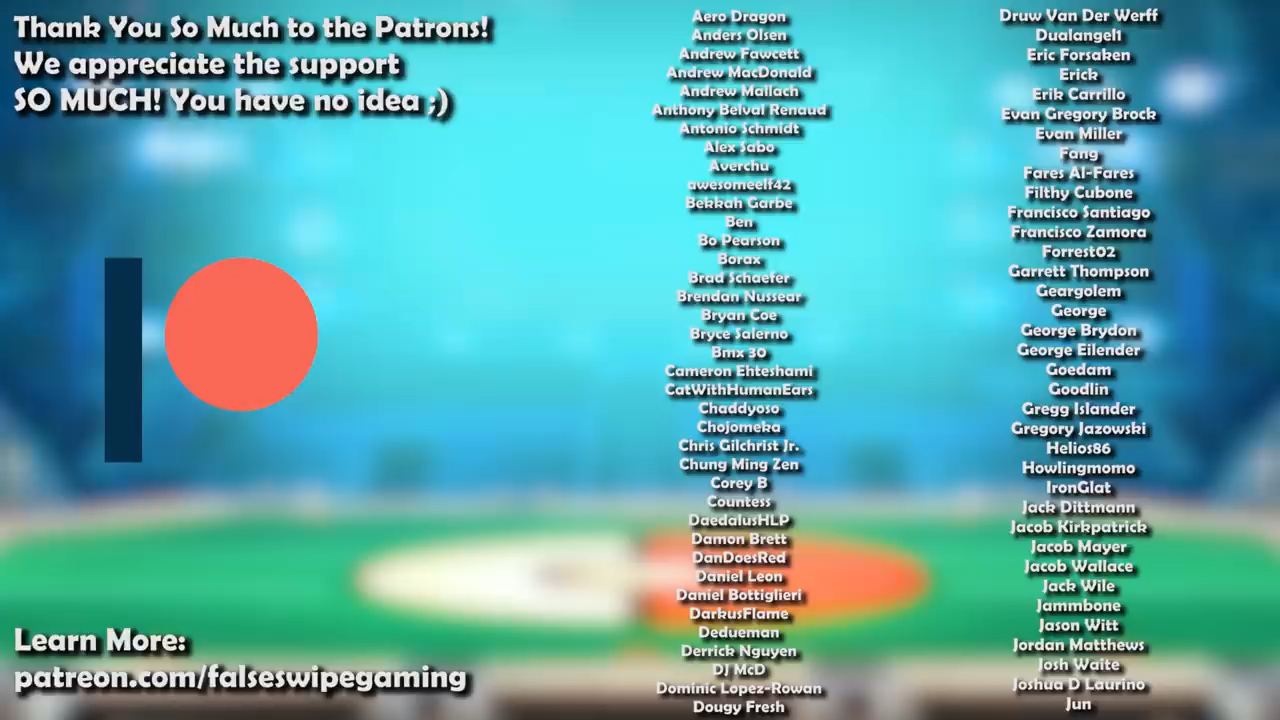 Thank You So Much to the Patrons!
We appreciate the support
SO MUCH! You have no idea ;)
Learn More:
patreon.com/falseswipegaming
Aero Dragon
Anders Olsen
Andrew Fawcett
Andrew MacDonald
Andrew Mallach
Anthony Belval Renaud
Antonio Schmidt
Alex Sabo
Averchu
awesomeelf42
Bekkah Garbe
Ben
Bo Pearson
Borax
Brad Schaefer
Brendan Nussear
Bryan Coe
Bryce Salerno
Bmx 30
Cameron Ehteshami
CatWithHumanEars
Chaddyoso
Chojomeka
Chris Gilchrist Jr.
Chung Ming Zen
Corey B
Countess
DaedalusHLP
Damon Brett
DanDoesRed
Daniel Leon
Daniel Bottiglieri
DarkusFlame
Dedueman
Derrick Nguyen
DJ McD
Dominic Lopez-Rowan
Dougy Fresh
Druw Van Der Werff
Dualangel1
Eric Forsaken
Erick
Erik Carrillo
Evan Gregory Brock
Evan Miller
Fang
Fares Al-Fares
Filthy Cubone
Francisco Santiago
Francisco Zamora
Forrest02
Garrett Thompson
Geargolem
George
George Brydon
George Eilender
Goedam
Goodlin
Gregg Islander
Gregory Jazowski
Helios86
Howlingmomo
IronGlat
Jack Dittmann
Jacob Kirkpatrick
Jacob Mayer
Jacob Wallace
Jack Wile
Jammbone
Jason Witt
Jordan Matthews
Josh Waite
Joshua D Laurino
Jun